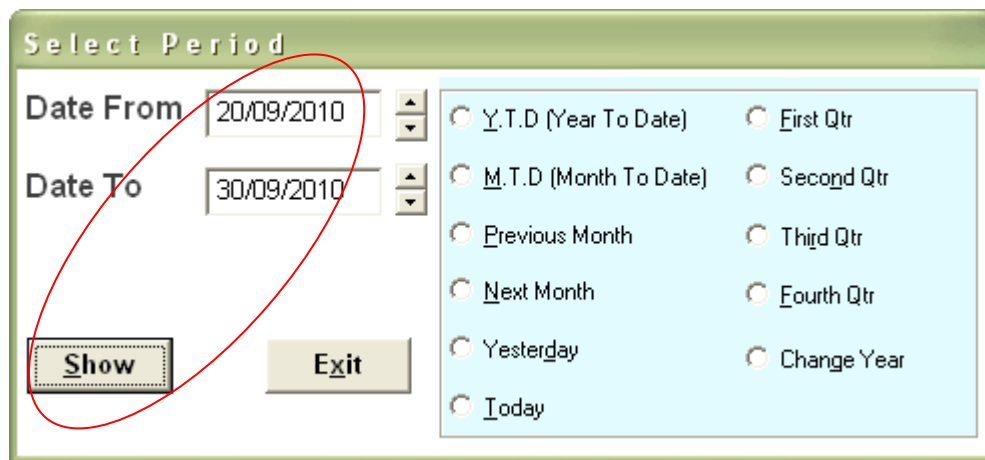 Select Period
Date From 20/09/2010
Date To 30/09/2010
Show Exit
Y.T.D (Year To Date) First Qtr
M.T.D (Month To Date) Second Qtr
Previous Month Third Qtr
Next Month Fourth Qtr
Yesterday Change Year
Today